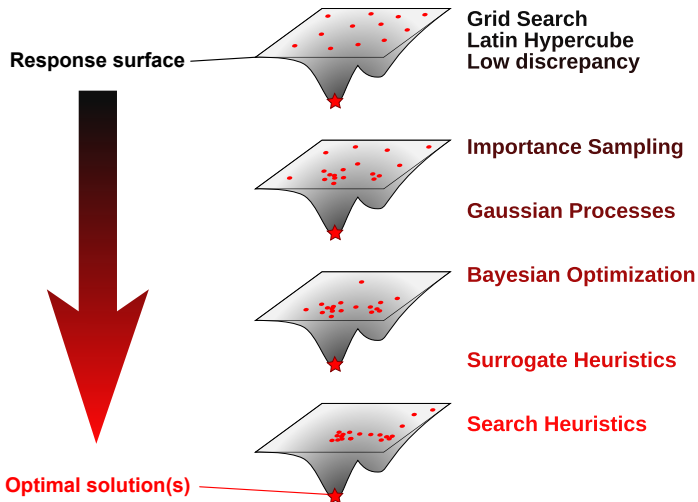 Grid Search
Latin Hypercube
Low discrepancy
Response surface
Importance Sampling
Gaussian Processes
Bayesian Optimization
Surrogate Heuristics
Search Heuristics
Optimal solution(s)